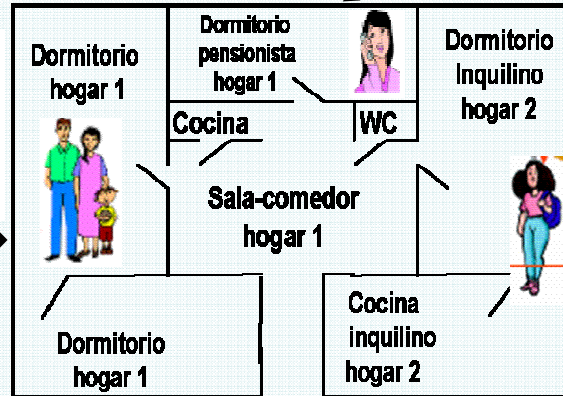 Dormitorio
hogar 1
Dormitorio
pensionista
hogar 1
Dormitorio
Inquilino
hogar 2
Cocina
WC
Sala-comedor
hogar 1
Dormitorio
hogar 1
Cocina
inquilino
hogar 2